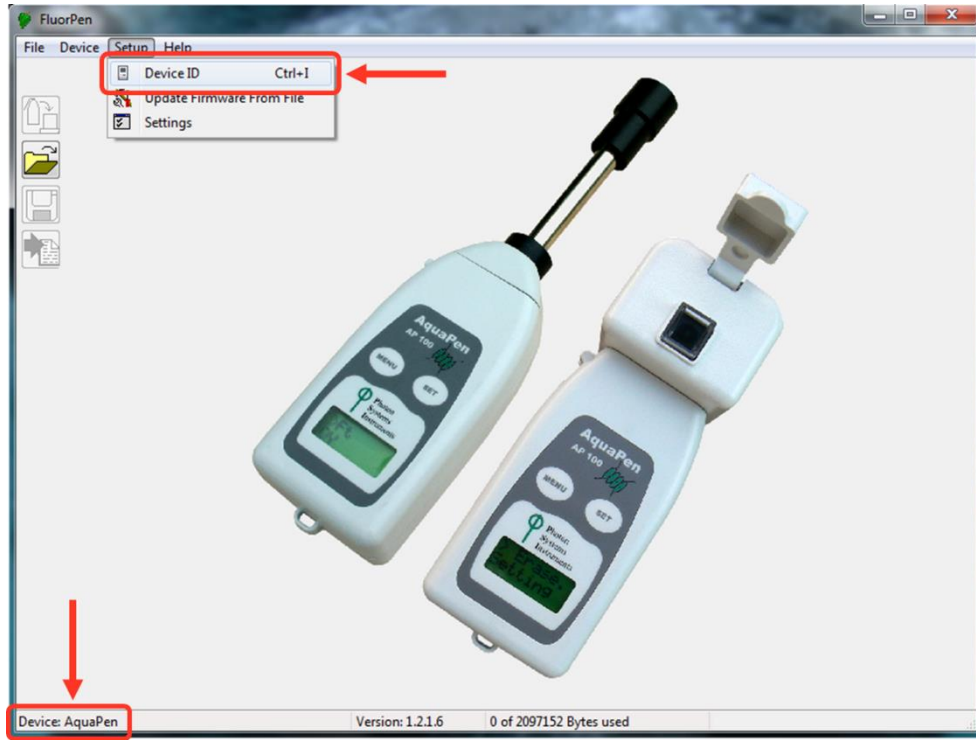 FluorPen
File Device Setup Help
Device ID Ctrl+I
Update Firmware From File
Settings
AquaPen
AP 100
MENU
SET
Photon
Systems
Instruments
>Ft
AquaPen
AP 100
MENU
SET
Photon
Systems
Instruments
> Erase.
Setting
Device: AquaPen Version: 1.2.1.6 0 of 2097152 Bytes used